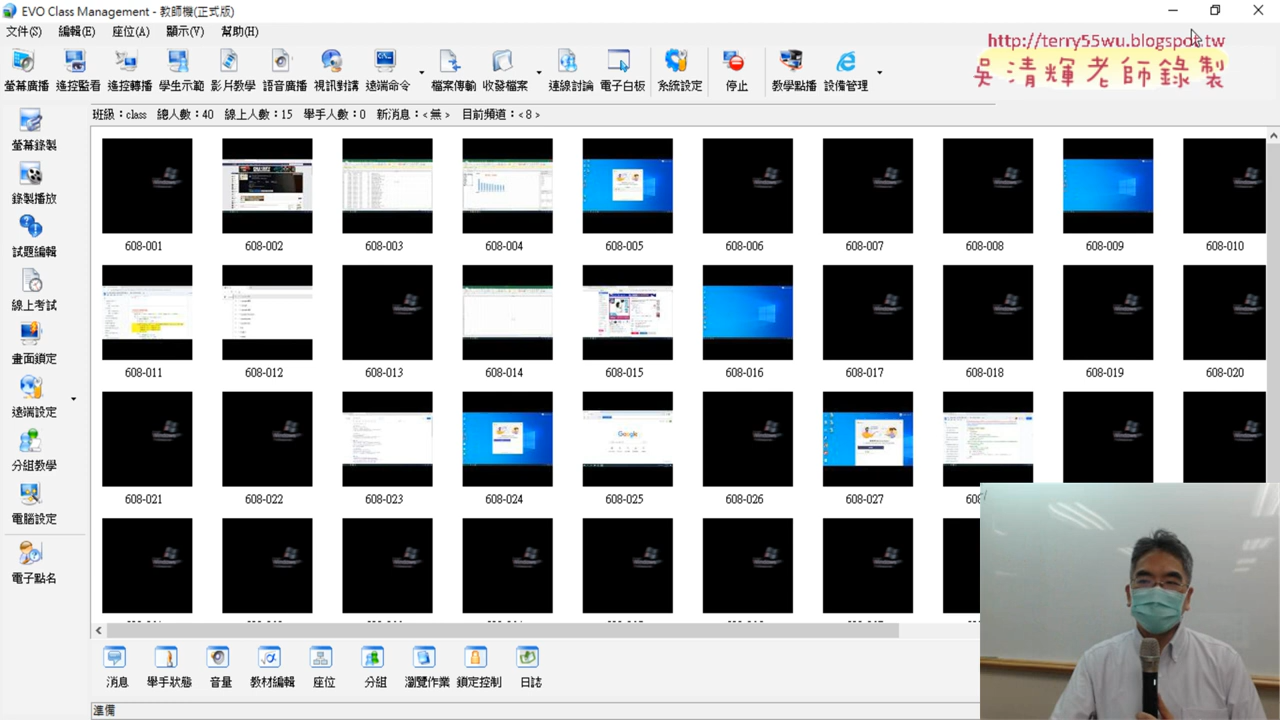 EVO Class Management - 教師機(正式版)
文件(S) 編輯(E) 座位(A) 顯示(V) 幫助(H)
http://terry55wu.blogspot.tw
吳清輝老師錄製
螢幕廣播 遙控監看 遙控轉播 學生示範 影片教學 語音廣播 視訊對講 遠端命令 檔案傳輸 收發檔案 連線討論 電子白板 系統設定 停止 教學點播 設備管理
班級：class 總人數：40 線上人數：15 舉手人數：0 新消息：<無> 目前頻道：<8>
螢幕錄製
錄製播放
試題編輯
線上考試
畫面鎖定
遠端設定
分組教學
電腦設定
電子點名
608-001 608-002 608-003 608-004 608-005 608-006 608-007 608-008 608-009 608-010
608-011 608-012 608-013 608-014 608-015 608-016 608-017 608-018 608-019 608-020
608-021 608-022 608-023 608-024 608-025 608-026 608-027
Google
消息 舉手狀態 音量 教材編輯 座位 分組 瀏覽作業 鎖定控制 日誌
準備